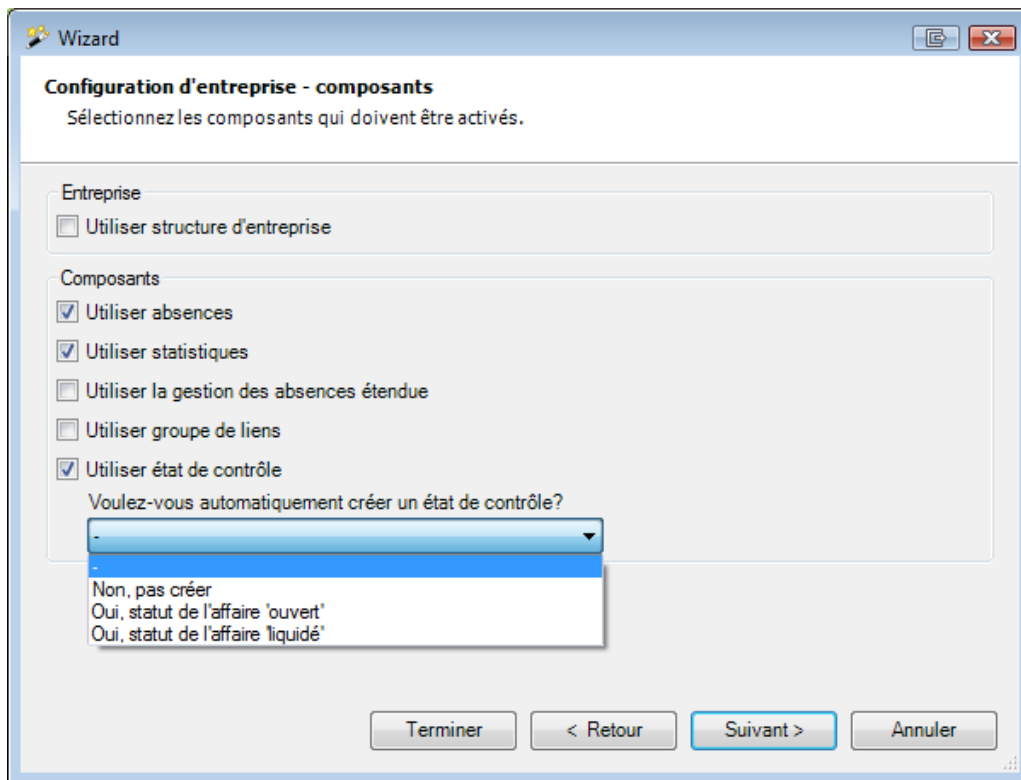 Wizard
Configuration d'entreprise - composants
Sélectionnez les composants qui doivent être activés.
Entreprise
Utiliser structure d'entreprise
Composants
Utiliser absences
Utiliser statistiques
Utiliser la gestion des absences étendue
Utiliser groupe de liens
Utiliser état de contrôle
Voulez-vous automatiquement créer un état de contrôle?
-
-
Non, pas créer
Oui, statut de l'affaire 'ouvert'
Oui, statut de l'affaire 'liquidé'
Terminer
< Retour
Suivant >
Annuler